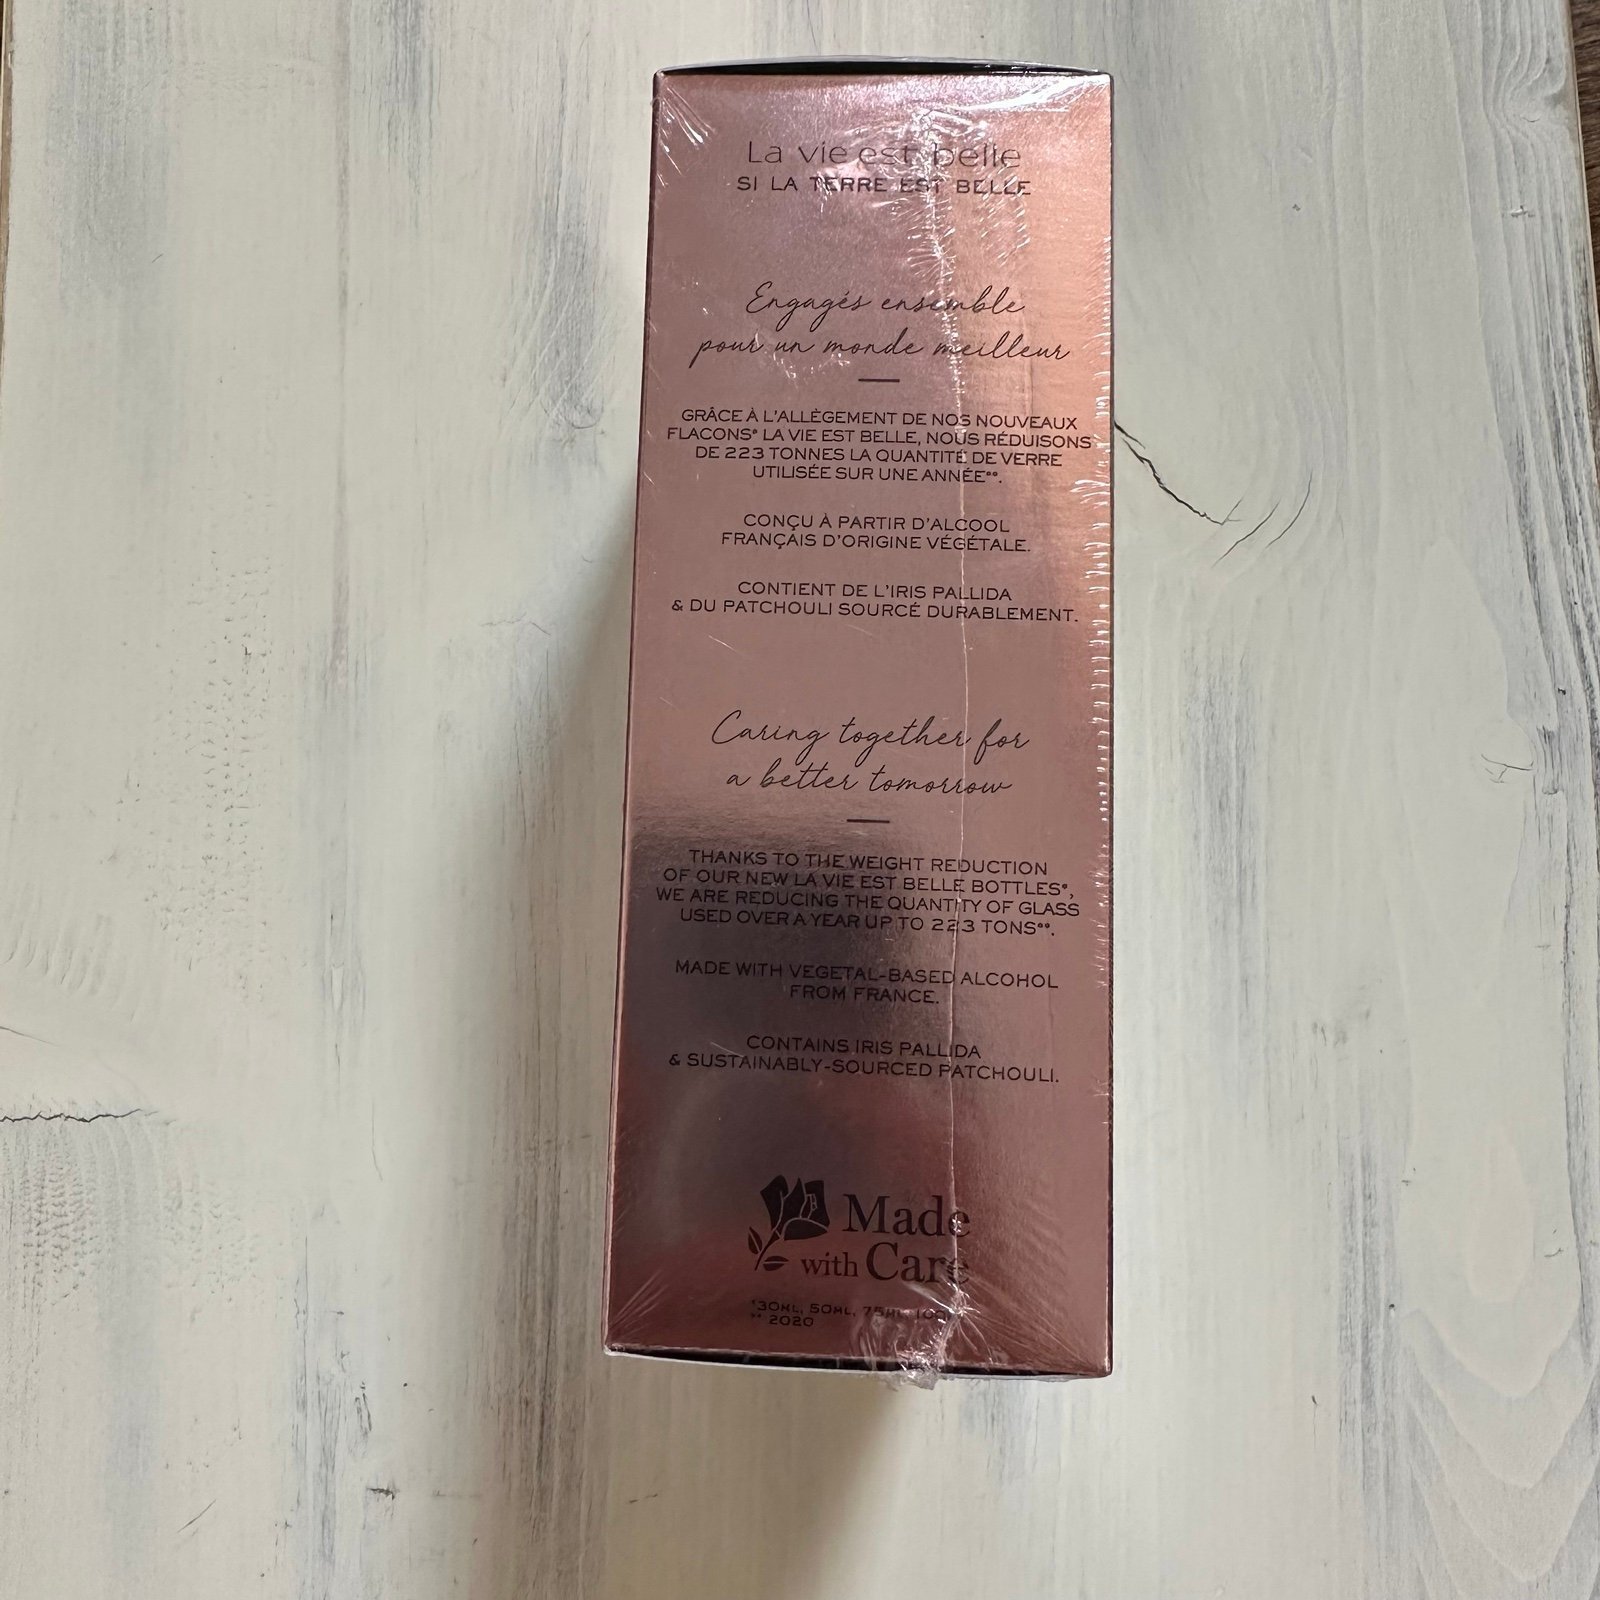 La vie est belle
SI LA TERRE EST BELLE
Engagés ensemble
pour un monde meilleur
GRÂCE À L'ALLÈGEMENT DE NOS NOUVEAUX
FLACONS* LA VIE EST BELLE, NOUS RÉDUISONS
DE 223 TONNES LA QUANTITÉ DE VERRE
UTILISÉE SUR UNE ANNÉE**.
CONÇU À PARTIR D'ALCOOL
FRANÇAIS D'ORIGINE VÉGÉTALE.
CONTIENT DE L'IRIS PALLIDA
& DU PATCHOULI SOURCÉ DURABLEMENT.
Caring together for
a better tomorrow
THANKS TO THE WEIGHT REDUCTION
OF OUR NEW LA VIE EST BELLE BOTTLES*,
WE ARE REDUCING THE QUANTITY OF GLASS
USED OVER A YEAR UP TO 223 TONS**.
MADE WITH VEGETAL-BASED ALCOHOL
FROM FRANCE.
CONTAINS IRIS PALLIDA
& SUSTAINABLY-SOURCED PATCHOULI.
Made
with Care
*30ML, 50ML, 75ML,
** 2020